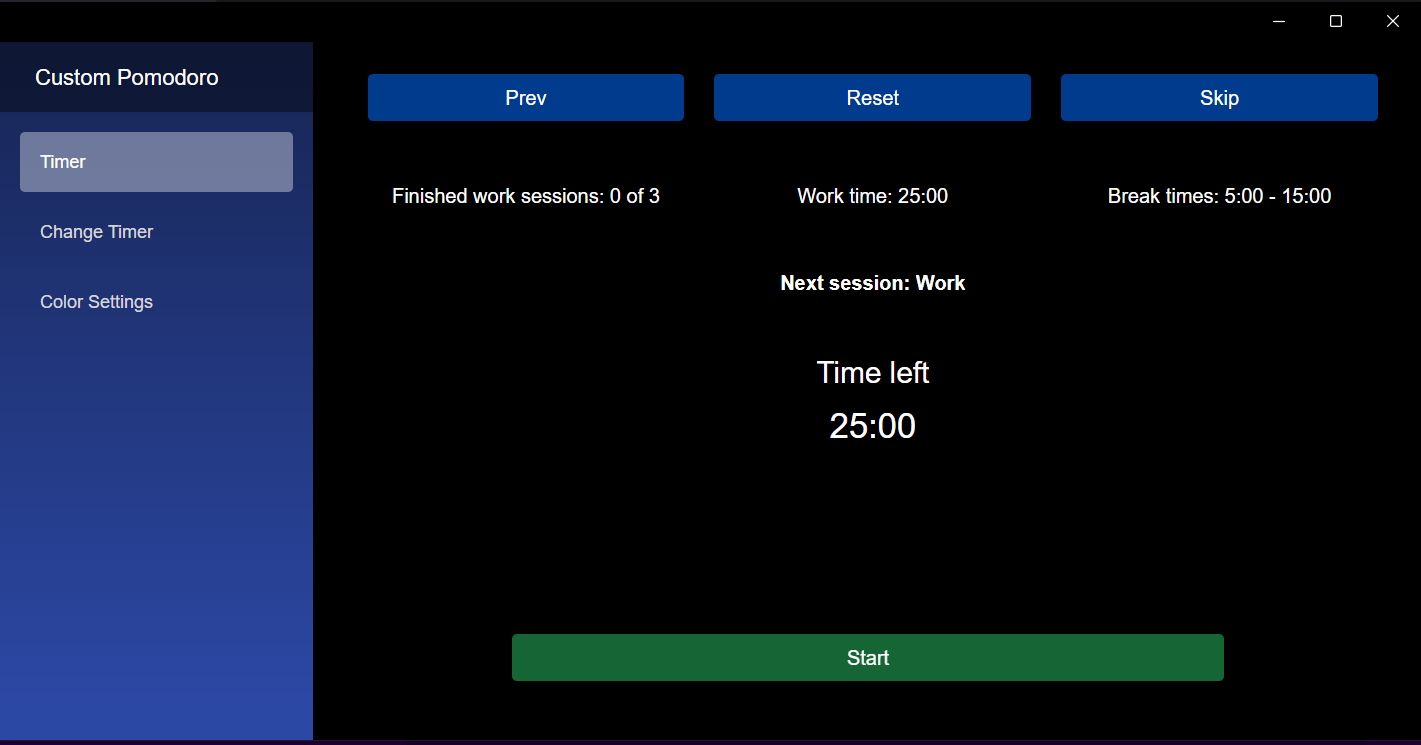 Custom Pomodoro
Timer
Change Timer
Color Settings
Prev
Reset
Skip
Finished work sessions: 0 of 3
Work time: 25:00
Break times: 5:00 - 15:00
Next session: Work
Time left
25:00
Start